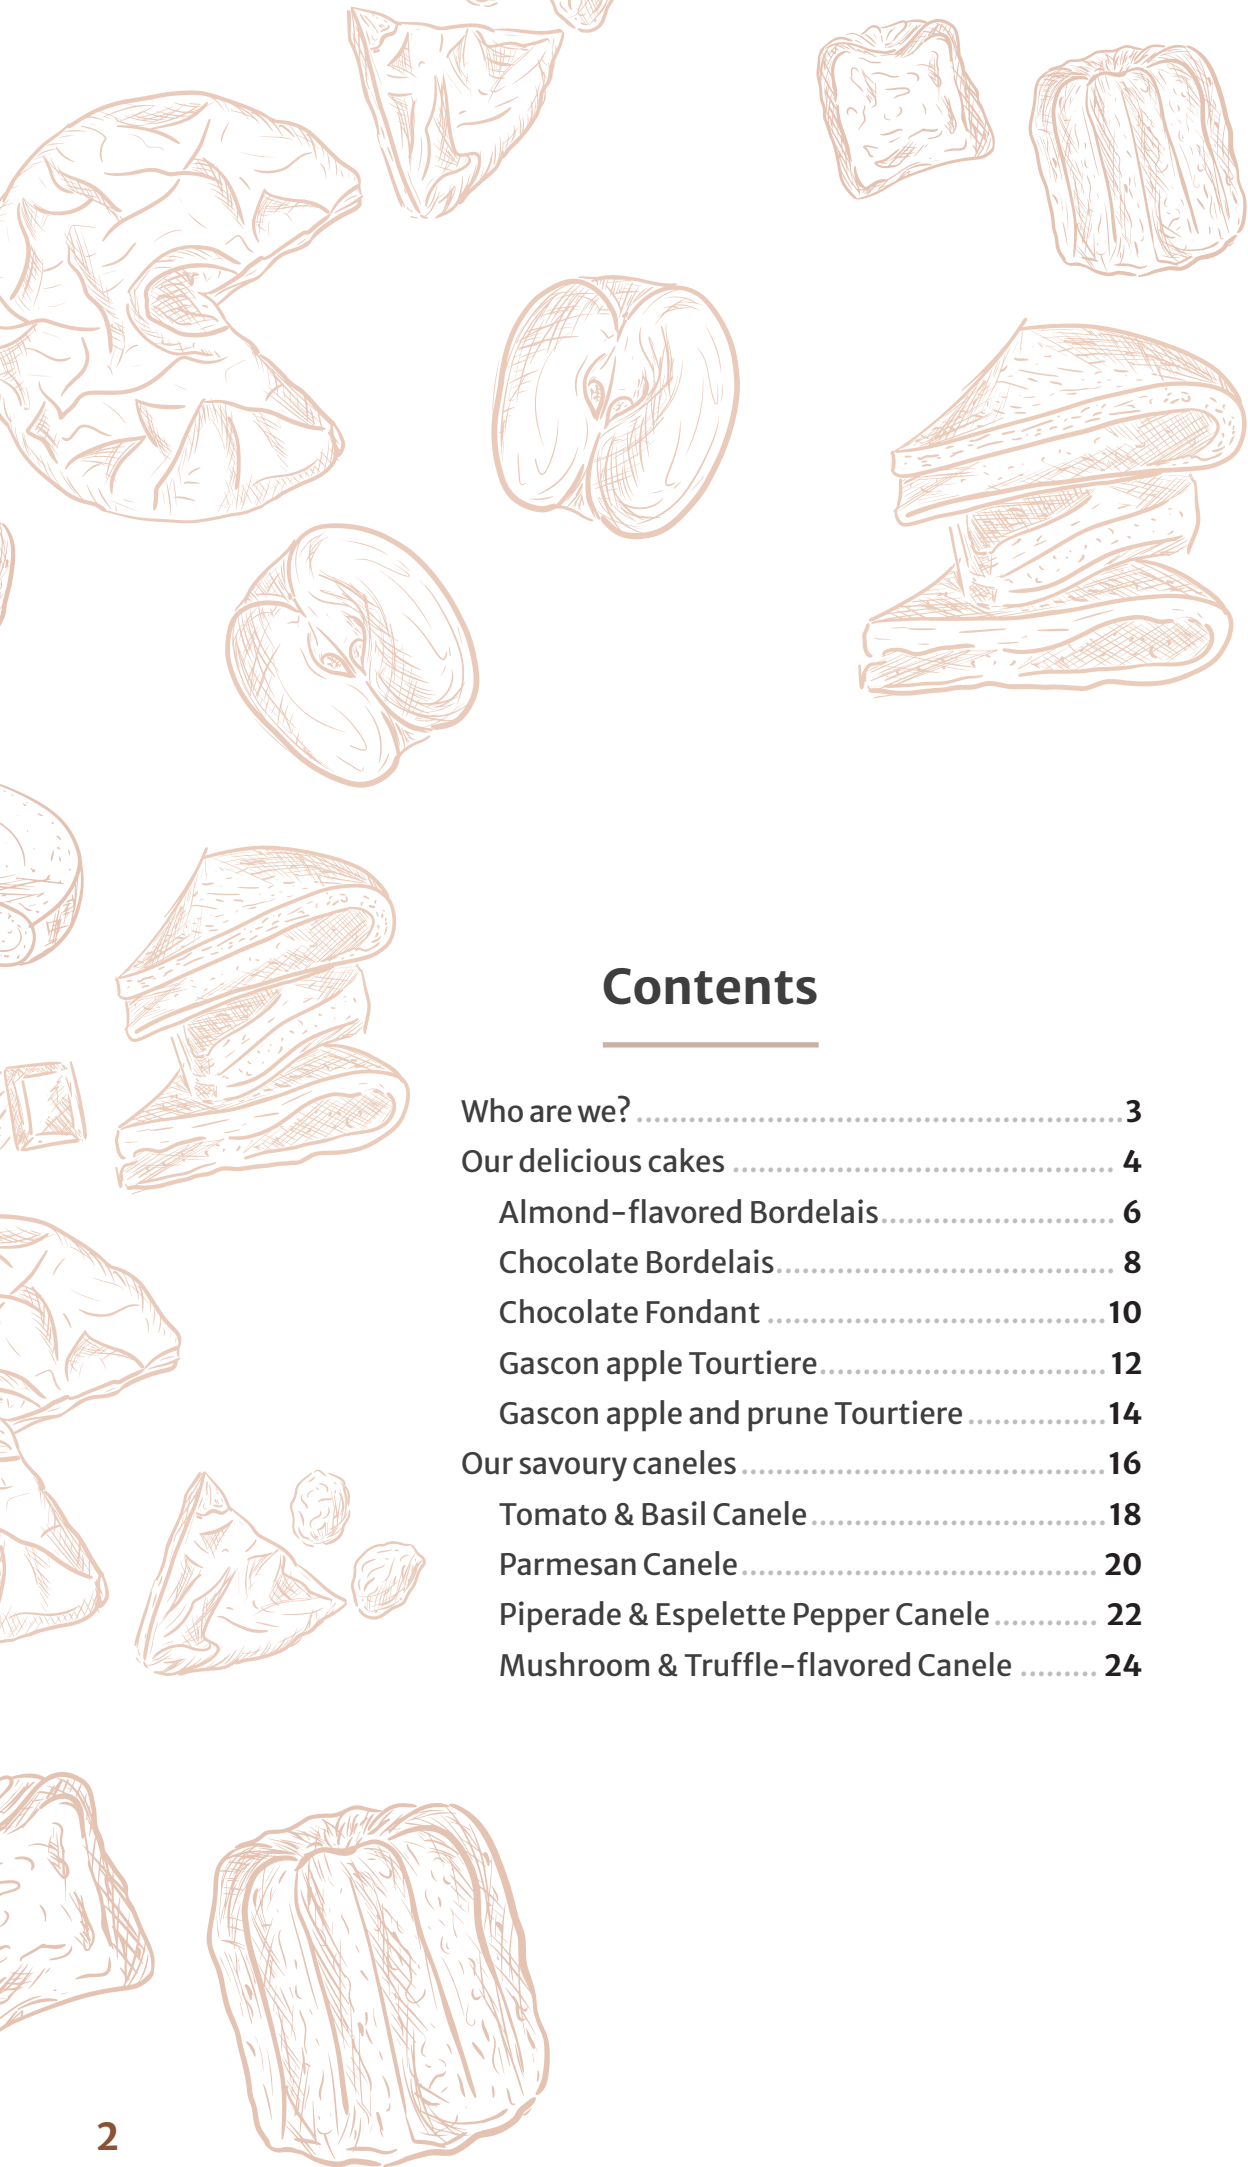 Contents
Who are we? 3
Our delicious cakes 4
Almond-flavored Bordelais 6
Chocolate Bordelais 8
Chocolate Fondant 10
Gascon apple Tourtiere 12
Gascon apple and prune Tourtiere 14
Our savoury caneles 16
Tomato & Basil Canele 18
Parmesan Canele 20
Piperade & Espelette Pepper Canele 22
Mushroom & Truffle-flavored Canele 24
2